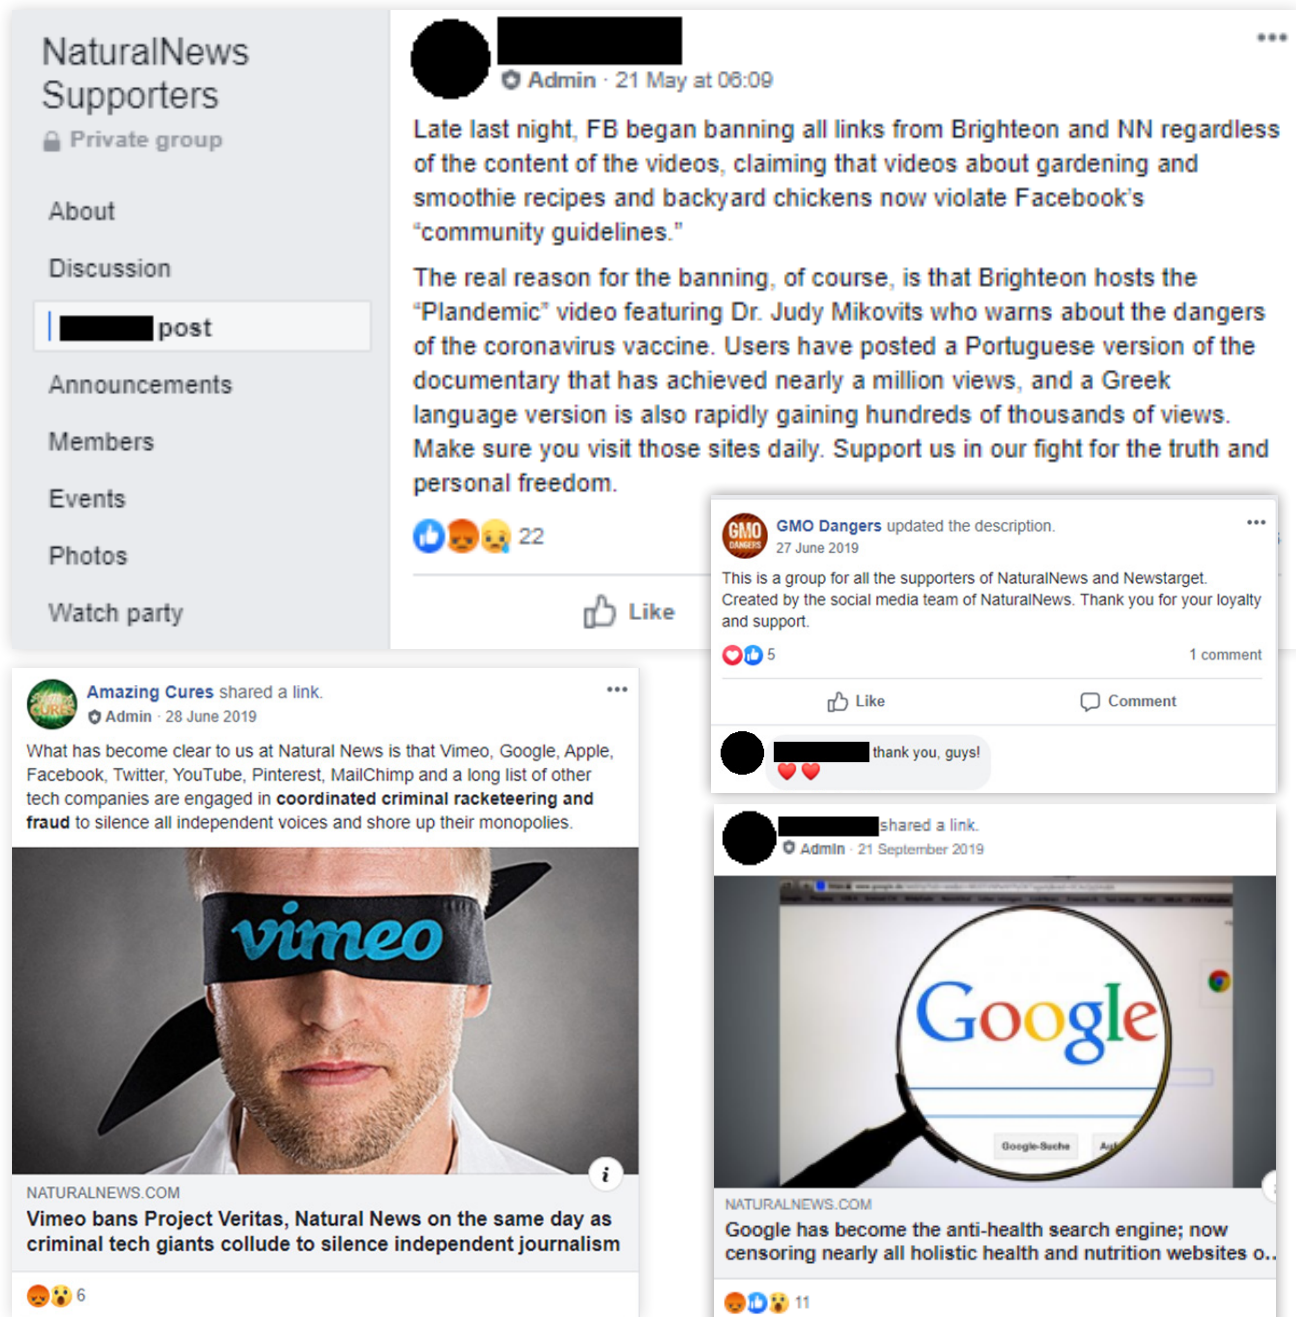 NaturalNews
Supporters
Private group
About
Discussion
post
Announcements
Members
Events
Photos
Watch party
Admin · 21 May at 06:09
Late last night, FB began banning all links from Brighteon and NN regardless
of the content of the videos, claiming that videos about gardening and
smoothie recipes and backyard chickens now violate Facebook's
“community guidelines.”
The real reason for the banning, of course, is that Brighteon hosts the
“Plandemic” video featuring Dr. Judy Mikovits who warns about the dangers
of the coronavirus vaccine. Users have posted a Portuguese version of the
documentary that has achieved nearly a million views, and a Greek
language version is also rapidly gaining hundreds of thousands of views.
Make sure you visit those sites daily. Support us in our fight for the truth and
personal freedom.
22
Like
GMO
DANGERS
GMO Dangers updated the description.
27 June 2019
This is a group for all the supporters of NaturalNews and Newstarget.
Created by the social media team of NaturalNews. Thank you for your loyalty
and support.
5
1 comment
Like
Comment
thank you, guys!
CURES
Amazing Cures shared a link.
Admin · 28 June 2019
What has become clear to us at Natural News is that Vimeo, Google, Apple,
Facebook, Twitter, YouTube, Pinterest, MailChimp and a long list of other
tech companies are engaged in coordinated criminal racketeering and
fraud to silence all independent voices and shore up their monopolies.
vimeo
i
NATURALNEWS.COM
Vimeo bans Project Veritas, Natural News on the same day as
criminal tech giants collude to silence independent journalism
6
shared a link.
Admin · 21 September 2019
Google
Google-Suche
NATURALNEWS.COM
Google has become the anti-health search engine; now
censoring nearly all holistic health and nutrition websites o..
11